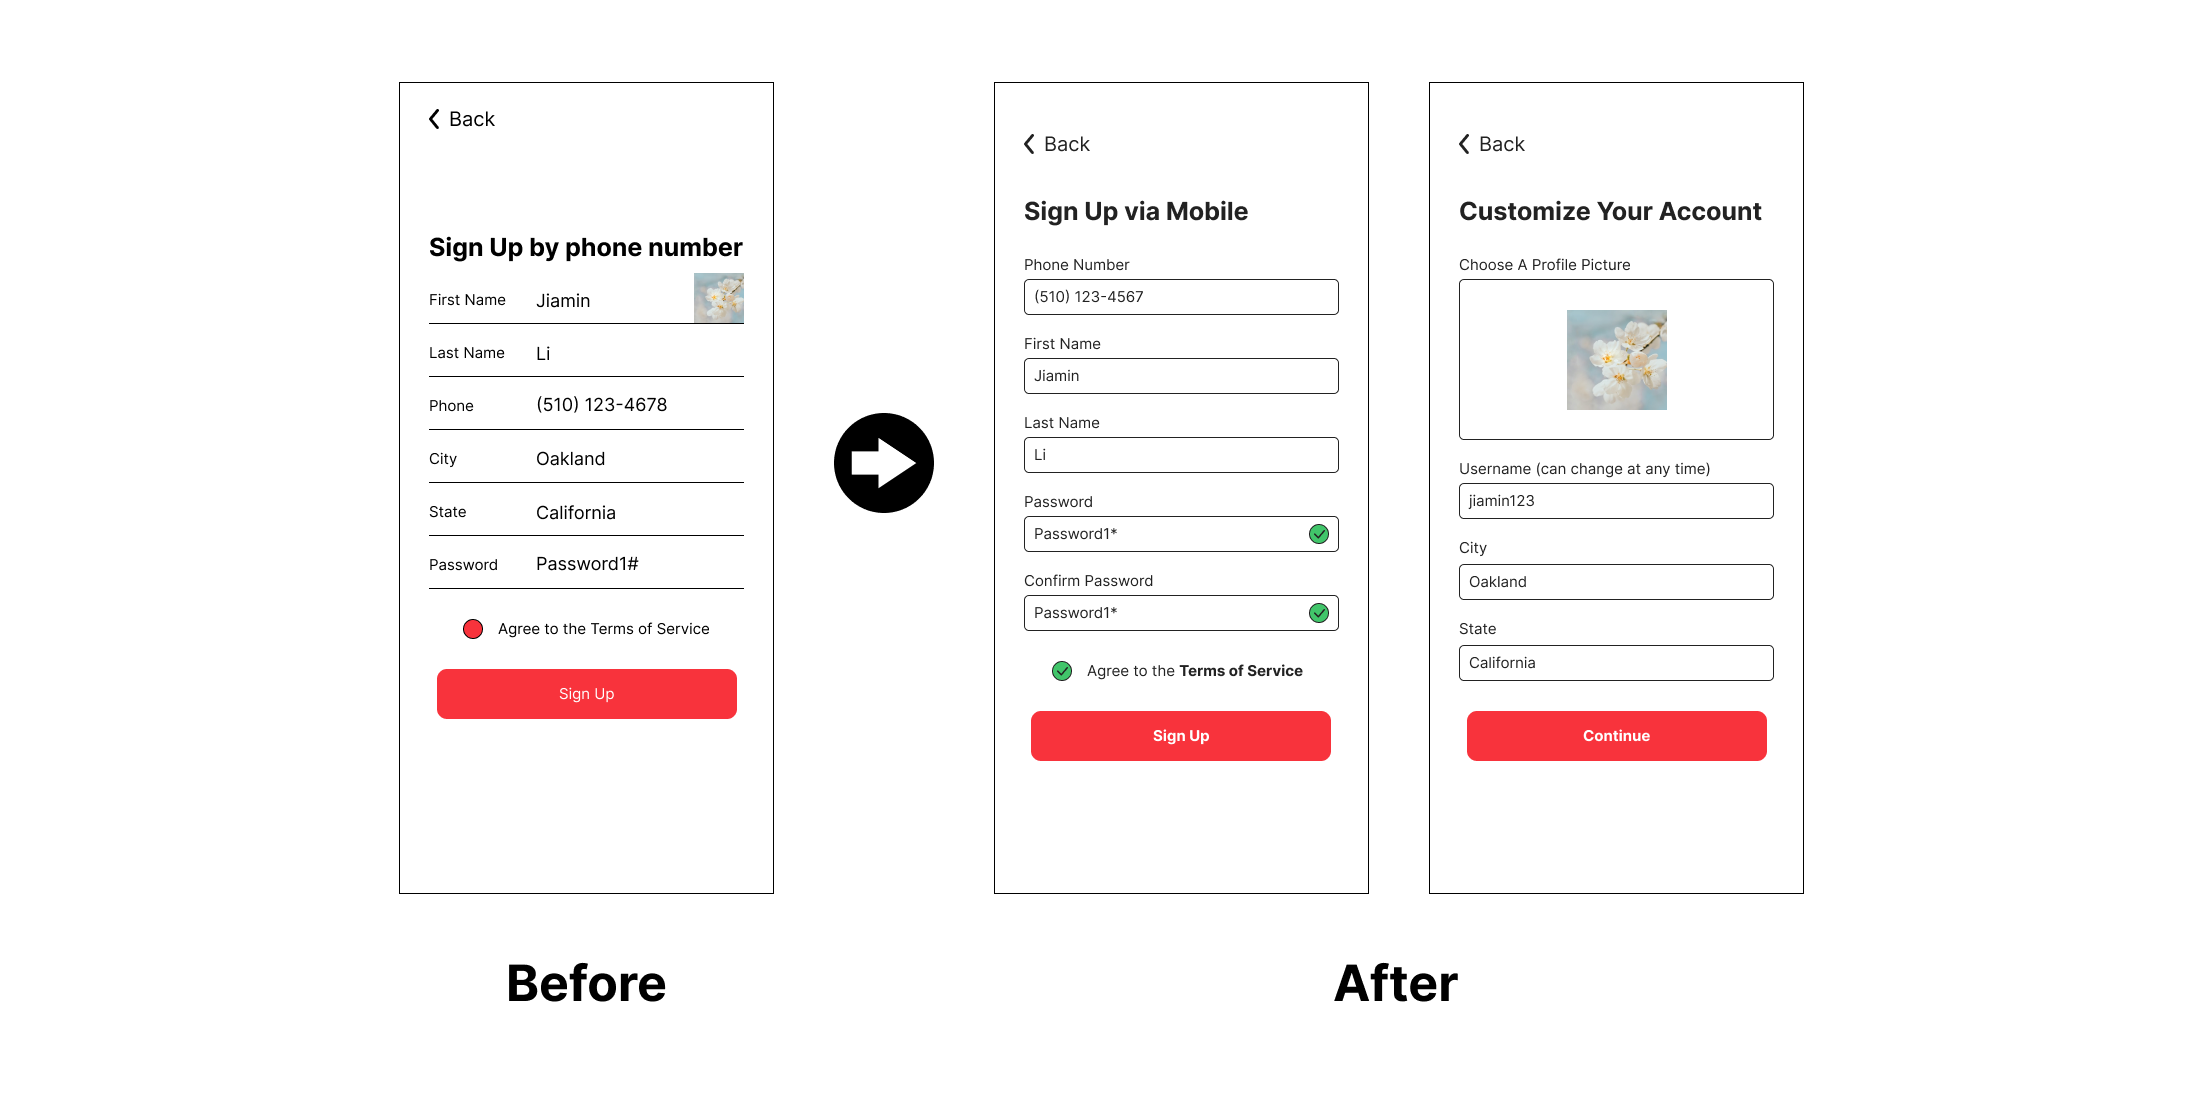 Back
Sign Up by phone number
First Name Jiamin
Last Name Li
Phone (510) 123-4678
City Oakland
State California
Password Password1#
Agree to the Terms of Service
Sign Up
Before
Back
Sign Up via Mobile
Phone Number
(510) 123-4567
First Name
Jiamin
Last Name
Li
Password
Password1*
Confirm Password
Password1*
Agree to the Terms of Service
Sign Up
Back
Customize Your Account
Choose A Profile Picture
Username (can change at any time)
jiamin123
City
Oakland
State
California
Continue
After